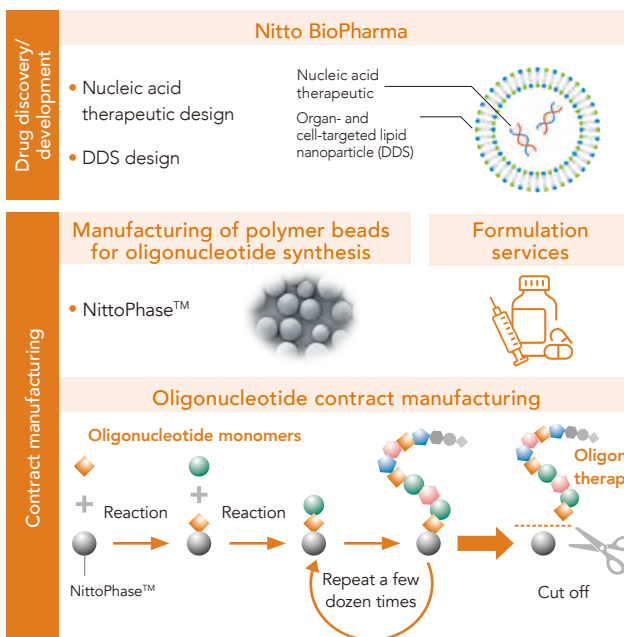 Drug discovery/
development
Nitto BioPharma
• Nucleic acid
therapeutic design
• DDS design
Nucleic acid
therapeutic
Organ- and
cell-targeted lipid
nanoparticle (DDS)
Contract manufacturing
Manufacturing of polymer beads
for oligonucleotide synthesis
• NittoPhase™
Formulation
services
Oligonucleotide contract manufacturing
Oligonucleotide monomers
+
+
Reaction
Reaction
NittoPhase™
Repeat a few
dozen times
Cut off